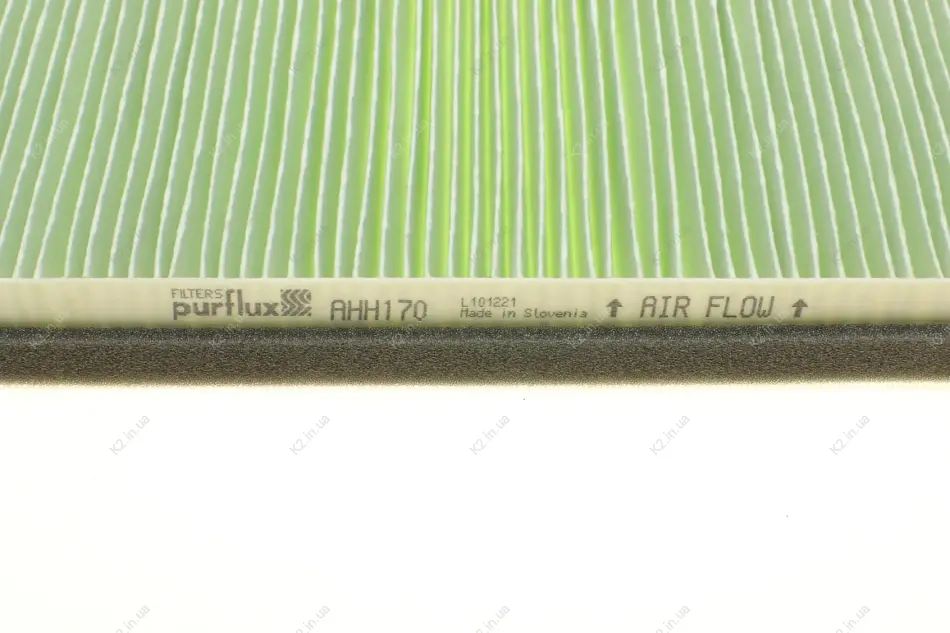 FILTERS
purflux
AHH170
L101221
Made in Slovenia
↑ AIR FLOW ↑
K2.in.ua